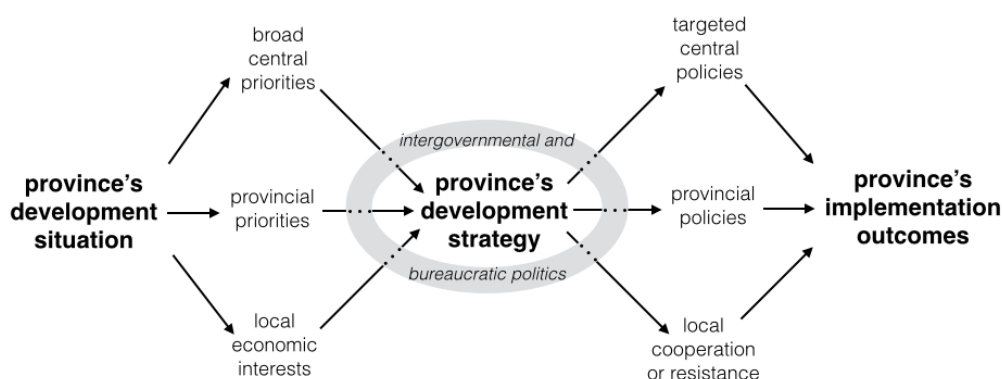 broad
central
priorities
targeted
central
policies
intergovernmental and
province's
development
situation
provincial
priorities
province's
development
strategy
provincial
policies
province's
implementation
outcomes
bureaucratic politics
local
economic
interests
local
cooperation
or resistance